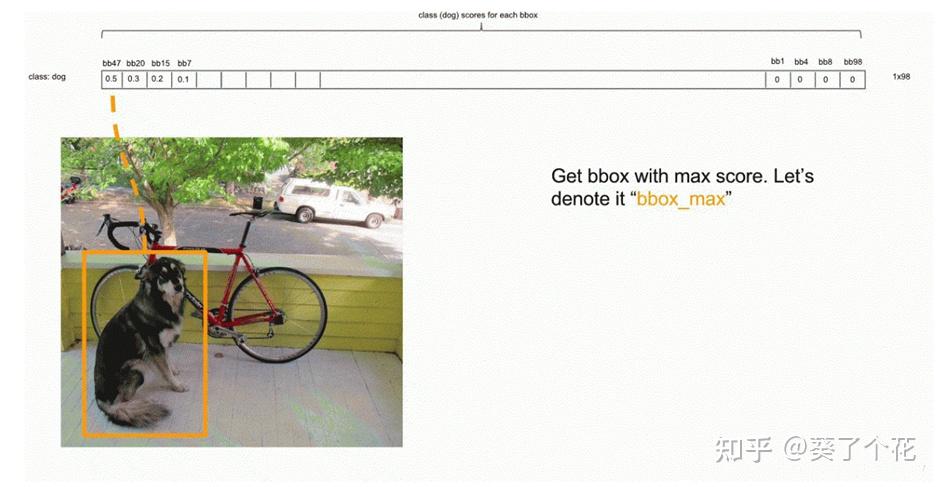 class (dog) scores for each bbox
bb47 bb20 bb15 bb7 bb1 bb4 bb8 bb98
class: dog 0.5 0.3 0.2 0.1 0 0 0 0 1x98
Get bbox with max score. Let's
denote it “bbox_max”
知乎 @葵了个花